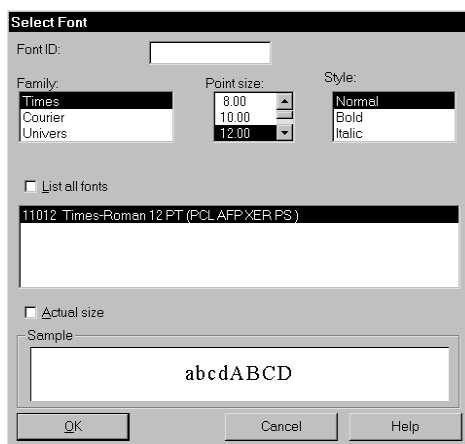 Select Font
Font ID:
Family:
Point size:
Style:
Times
8.00
Normal
Courier
10.00
Bold
Univers
12.00
Italic
List all fonts
11012 Times-Roman 12 PT (PCL AFP XER PS )
Actual size
Sample
abcdABCD
OK
Cancel
Help